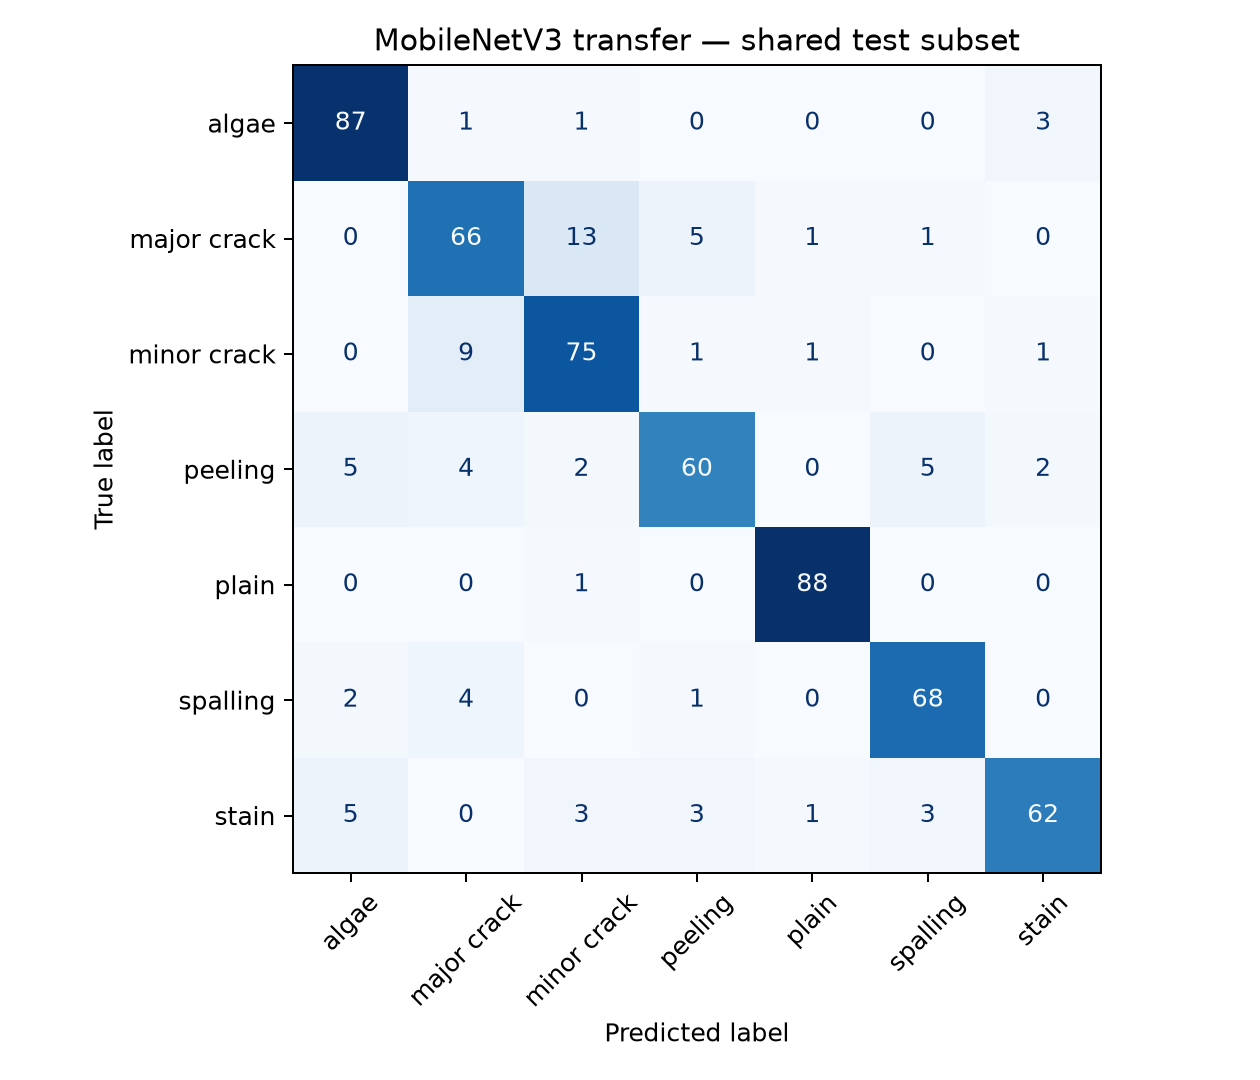 MobileNetV3 transfer — shared test subset
algae 87 1 1 0 0 0 3
major crack 0 66 13 5 1 1 0
minor crack 0 9 75 1 1 0 1
peeling 5 4 2 60 0 5 2
plain 0 0 1 0 88 0 0
spalling 2 4 0 1 0 68 0
stain 5 0 3 3 1 3 62
True label
algae major crack minor crack peeling plain spalling stain
Predicted label